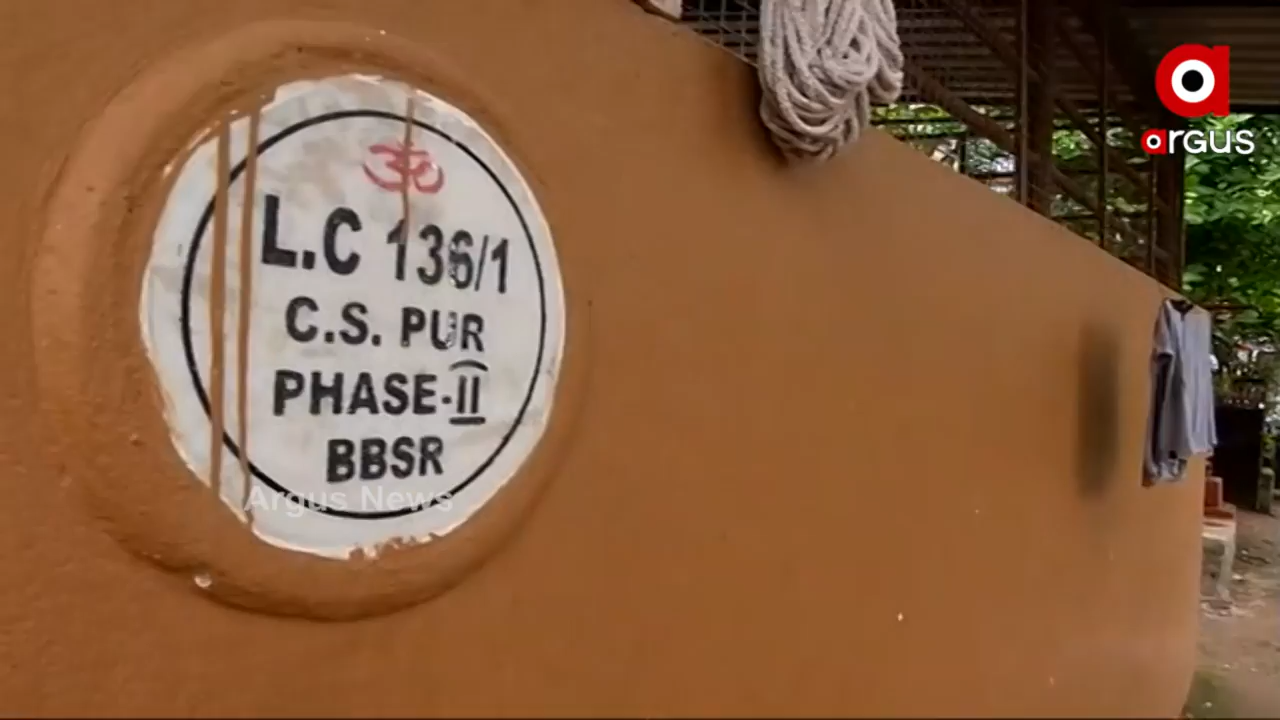 ॐ
L.C 136/1
C.S. PUR
PHASE-II
BBSR
Argus News
argus